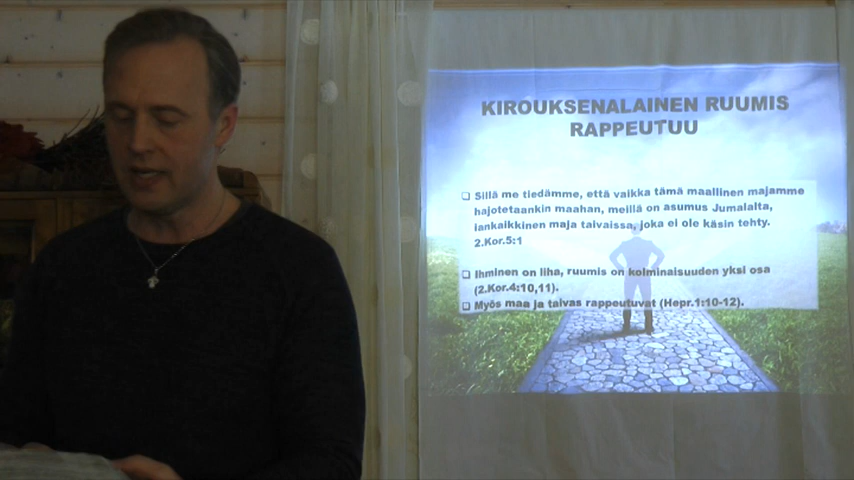 KIROUKSENALAINEN RUUMIS
RAPPEUTUU
❑ Sillä me tiedämme, että vaikka tämä maallinen majamme
hajotetaankin maahan, meillä on asumus Jumalalta,
iankaikkinen maja taivaissa, joka ei ole käsin tehty.
2.Kor.5:1
❑ Ihminen on liha, ruumis on kolminaisuuden yksi osa
(2.Kor.4:10,11).
❑ Myös maa ja taivas rappeutuvat (Hepr.1:10-12).